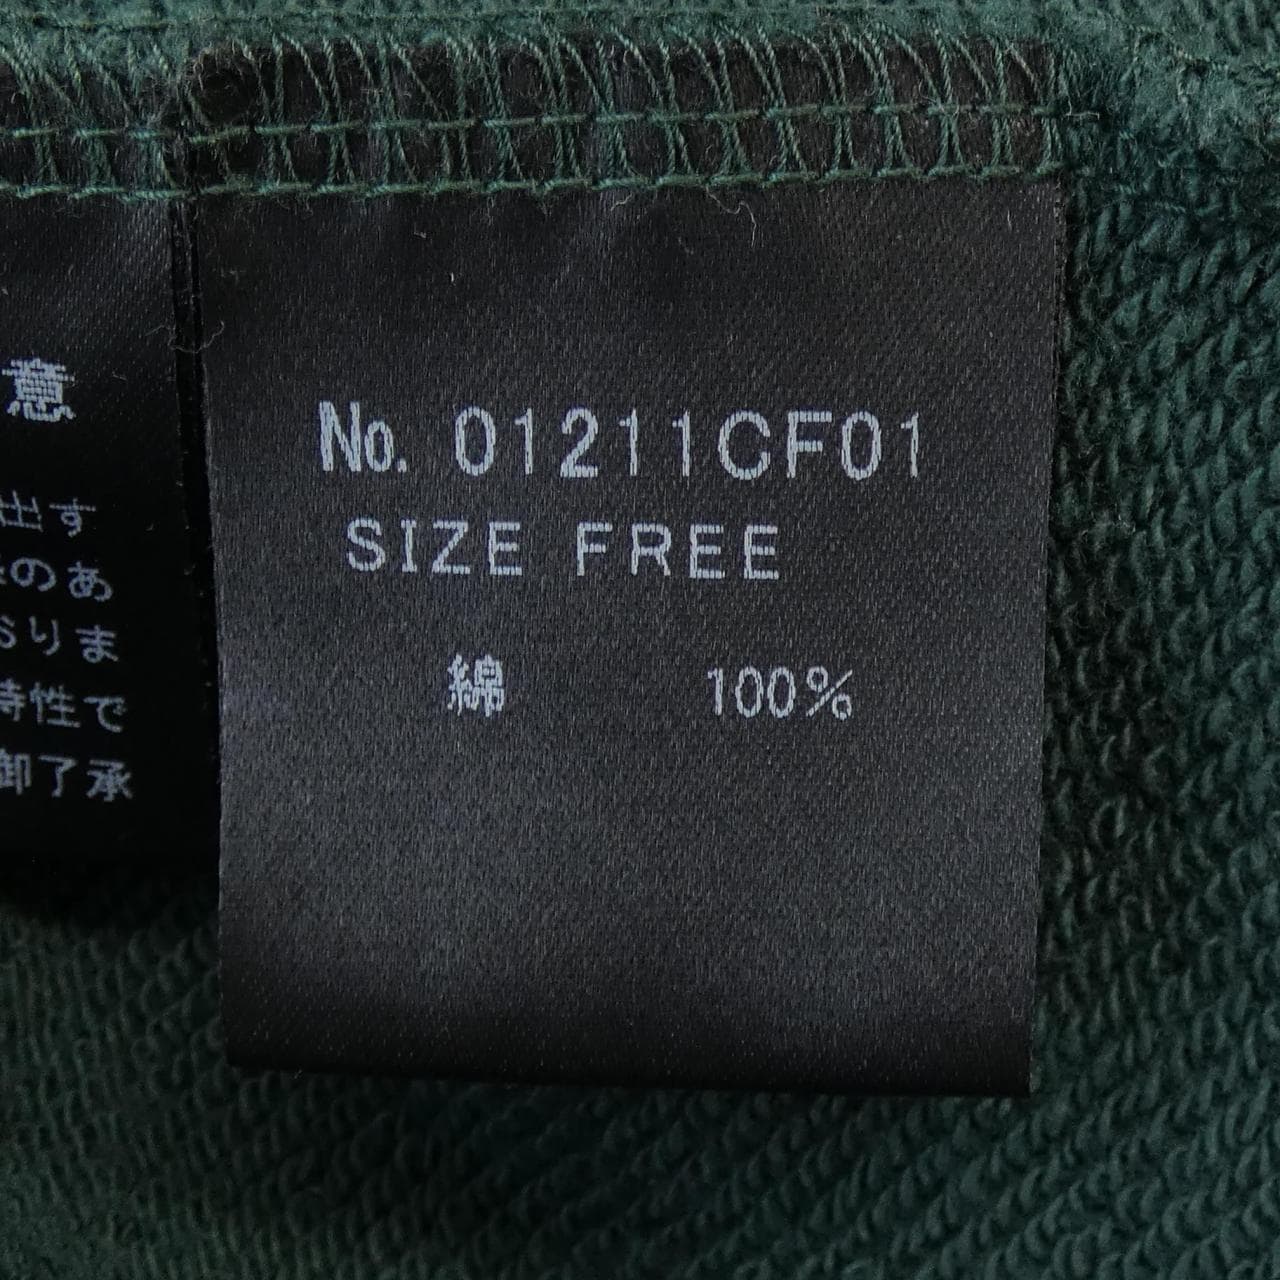 意
出す
のあ
りま
特性で
御了承
No. 01211CF01
SIZE FREE
綿 100%